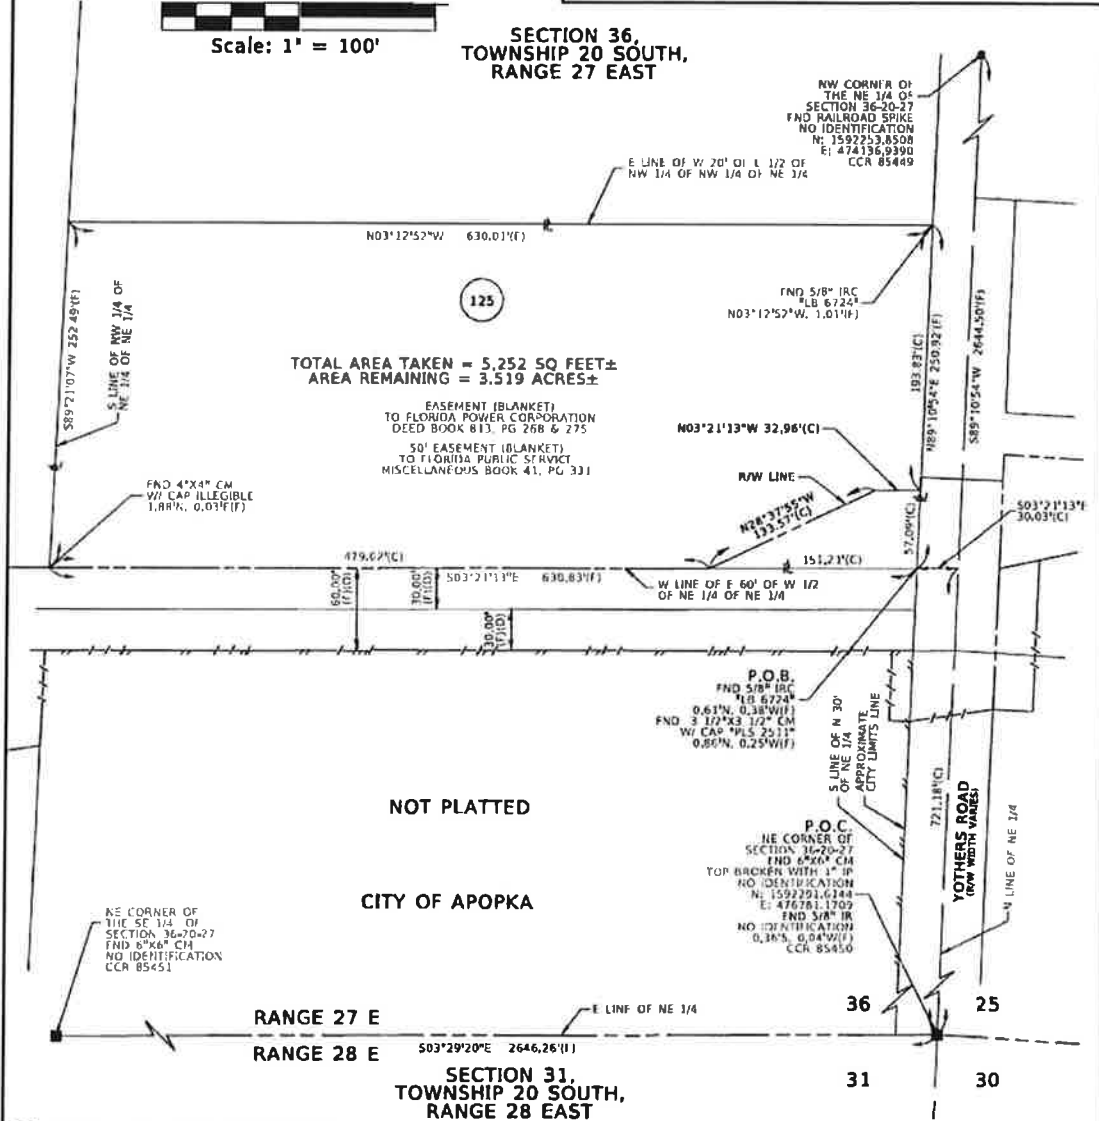 Scale: 1" = 100'
SECTION 36,
TOWNSHIP 20 SOUTH,
RANGE 27 EAST
NW CORNER OF
THE NE 1/4 OF
SECTION 36-20-27
FND RAILROAD SPIKE
NO IDENTIFICATION
N: 1592253.8508
E: 474136.9390
CCR 85449
E LINE OF W 20' OF E 1/2 OF
NW 1/4 OF NW 1/4 OF NE 1/4
N03°12'52"W 630.01'(F)
125
FND 5/8" IRC
"LB 6724"
N03°12'52"W, 1.01'(F)
S89°21'07"W 252.49'(F)
S LINE OF NW 1/4 OF
NE 1/4 OF NE 1/4
TOTAL AREA TAKEN = 5,252 SQ FEET±
AREA REMAINING = 3.519 ACRES±
EASEMENT (BLANKET)
TO FLORIDA POWER CORPORATION
DEED BOOK 813, PG 268 & 275
50' EASEMENT (BLANKET)
TO FLORIDA PUBLIC SERVICE
MISCELLANEOUS BOOK 41, PG 331
193.83'(C)
N89°10'54"E 250.92'(F)
S89°10'54"W 2644.50'(F)
N03°21'13"W 32.96'(C)
R/W LINE
N28°37'55"W
133.57'(C)
57.09'(C)
S03°21'13"E
30.03'(C)
FND 4"X4" CM
W/ CAP ILLEGIBLE
1.88'N, 0.03'E(F)
479.62'(C)
151.21'(C)
S03°21'13"E 630.83'(F)
60.00'
(F)(D)
30.00'
(F)(D)
30.00'
(F)(D)
W LINE OF E 60' OF W 1/2
OF NE 1/4 OF NE 1/4
P.O.B.
FND 5/8" IRC
"LB 6724"
0.61'N, 0.38'W(F)
FND 3 1/2"X3 1/2" CM
W/ CAP "PLS 2511"
0.86'N, 0.25'W(F)
S LINE OF N 30'
OF NE 1/4
APPROXIMATE
CITY LIMITS LINE
721.18'(C)
YOTHERS ROAD
(R/W WIDTH VARIES)
N LINE OF NE 1/4
NOT PLATTED
CITY OF APOPKA
P.O.C.
NE CORNER OF
SECTION 36-20-27
FND 6"X6" CM
TOP BROKEN WITH 1" IP
NO IDENTIFICATION
N: 1592291.6144
E: 476781.1709
FND 5/8" IR
NO IDENTIFICATION
0.36'S, 0.04'W(F)
CCR 85450
NE CORNER OF
THE SE 1/4 OF
SECTION 36-20-27
FND 6"X6" CM
NO IDENTIFICATION
CCR 85451
RANGE 27 E
RANGE 28 E
E LINE OF NE 1/4
S03°29'20"E 2646.26'(F)
36
25
31
30
SECTION 31,
TOWNSHIP 20 SOUTH,
RANGE 28 EAST